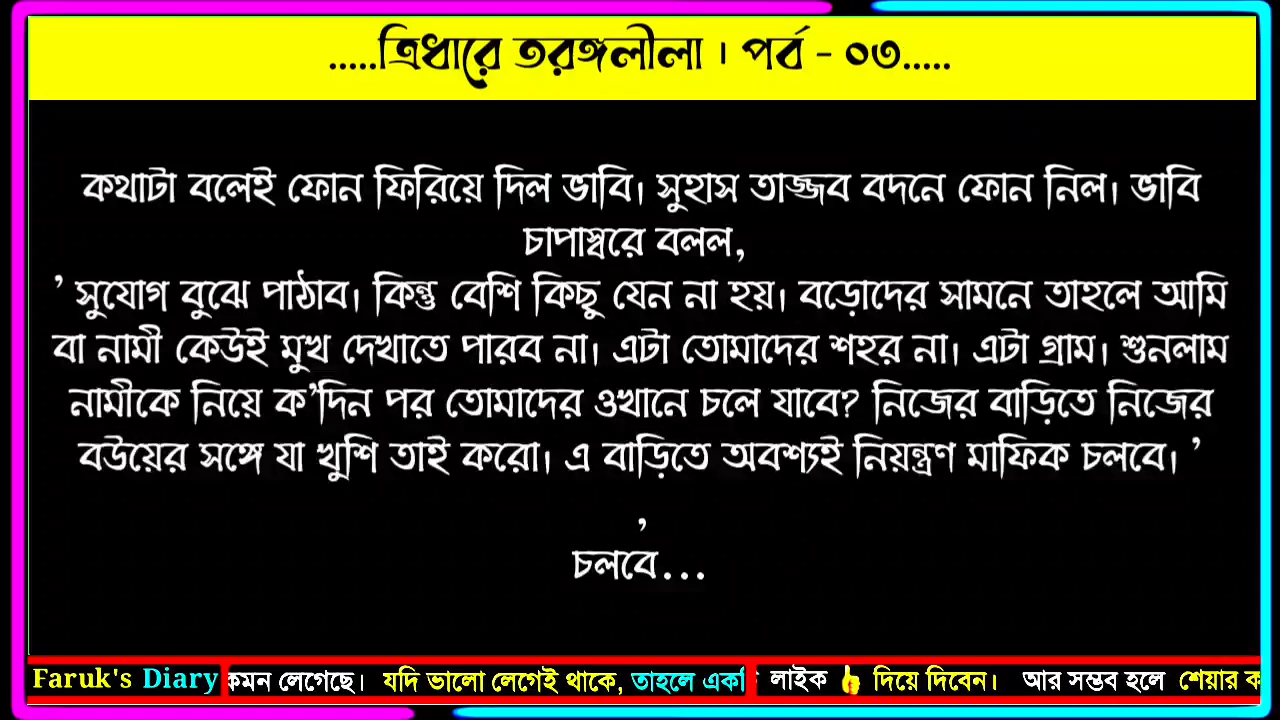 .....ত্রিধারে তরঙ্গলীলা । পর্ব - ০৩.....
কথাটা বলেই ফোন ফিরিয়ে দিল ভাবি। সুহাস তাজ্জব বদনে ফোন নিল। ভাবি
চাপাস্বরে বলল,
’ সুযোগ বুঝে পাঠাব। কিন্তু বেশি কিছু যেন না হয়। বড়োদের সামনে তাহলে আমি
বা নামী কেউই মুখ দেখাতে পারব না। এটা তোমাদের শহর না। এটা গ্রাম। শুনলাম
নামীকে নিয়ে ক’দিন পর তোমাদের ওখানে চলে যাবে? নিজের বাড়িতে নিজের
বউয়ের সঙ্গে যা খুশি তাই করো। এ বাড়িতে অবশ্যই নিয়ন্ত্রণ মাফিক চলবে। ’
,
চলবে...
Faruk's Diary কমন লেগেছে। যদি ভালো লেগেই থাকে, তাহলে একটি লাইক 👍 দিয়ে দিবেন। আর সম্ভব হলে শেয়ার ক